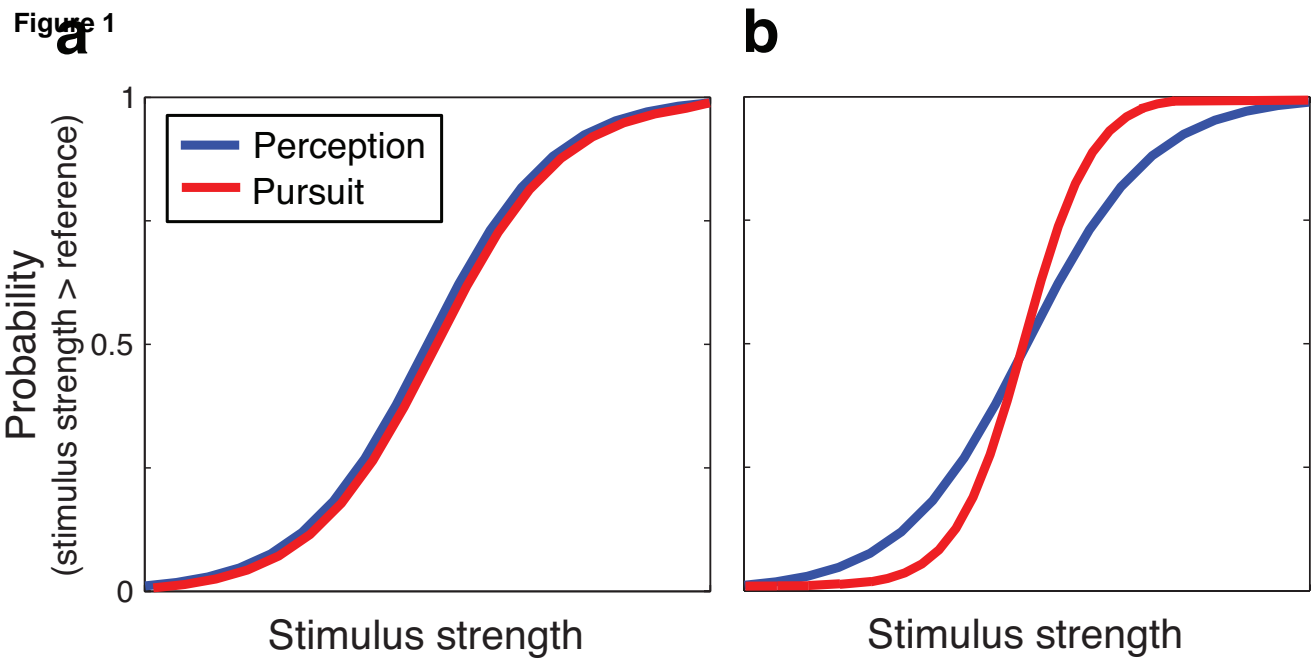 Figure 1
a
b
Probability
(stimulus strength > reference)
1
0.5
0
Perception
Pursuit
Stimulus strength
Stimulus strength